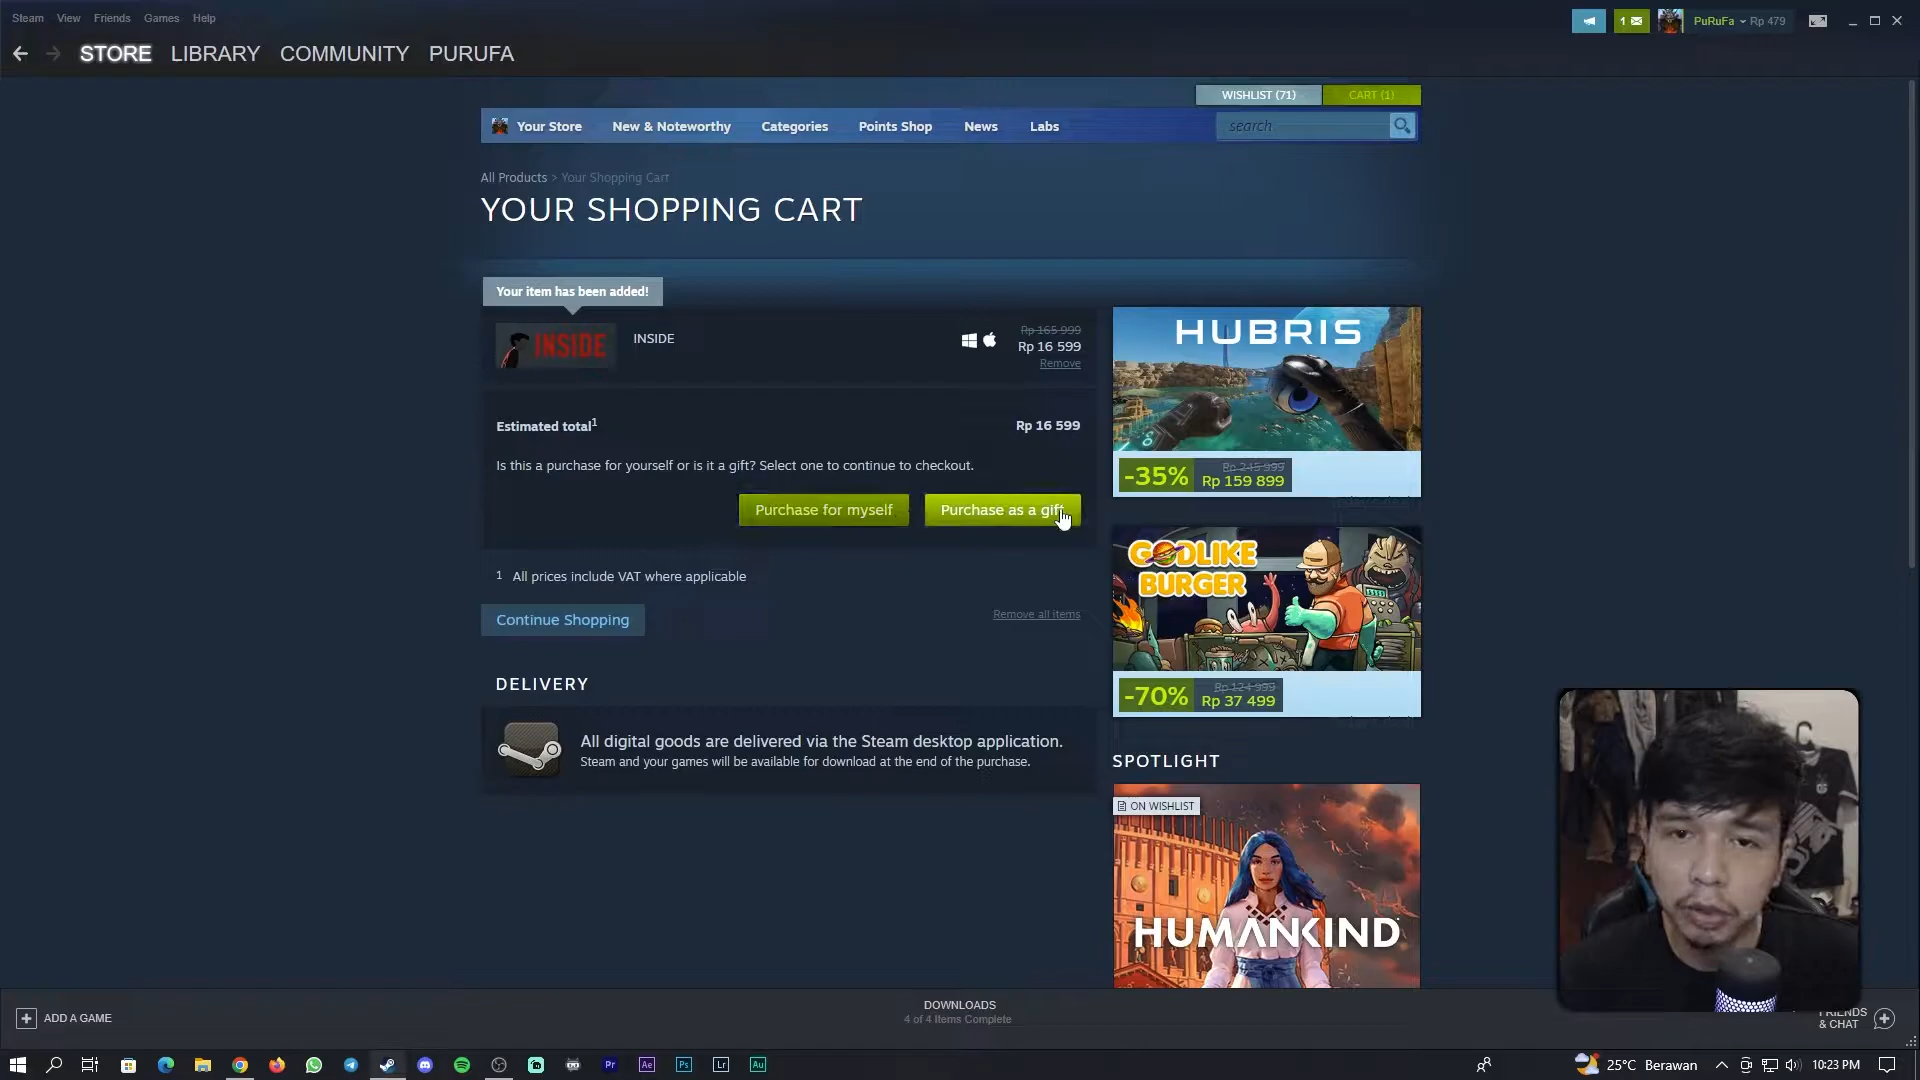 Steam View Friends Games Help
1
PuRuFa Rp 479
STORE LIBRARY COMMUNITY PURUFA
WISHLIST (71) CART (1)
Your Store New & Noteworthy Categories Points Shop News Labs
search
All Products > Your Shopping Cart
YOUR SHOPPING CART
Your item has been added!
INSIDE
INSIDE
Rp 165 999
Rp 16 599
Remove
Estimated total1
Rp 16 599
Is this a purchase for yourself or is it a gift? Select one to continue to checkout.
Purchase for myself
Purchase as a gift
1 All prices include VAT where applicable
Continue Shopping
Remove all items
DELIVERY
All digital goods are delivered via the Steam desktop application.
Steam and your games will be available for download at the end of the purchase.
HUBRIS
-35%
Rp 245 999
Rp 159 899
GODLIKE
BURGER
-70%
Rp 124 999
Rp 37 499
SPOTLIGHT
ON WISHLIST
HUMANKIND
ADD A GAME
DOWNLOADS
4 of 4 Items Complete
FRIENDS
& CHAT
Pr
Ae
Ps
Lr
Au
25°C Berawan
10:23 PM